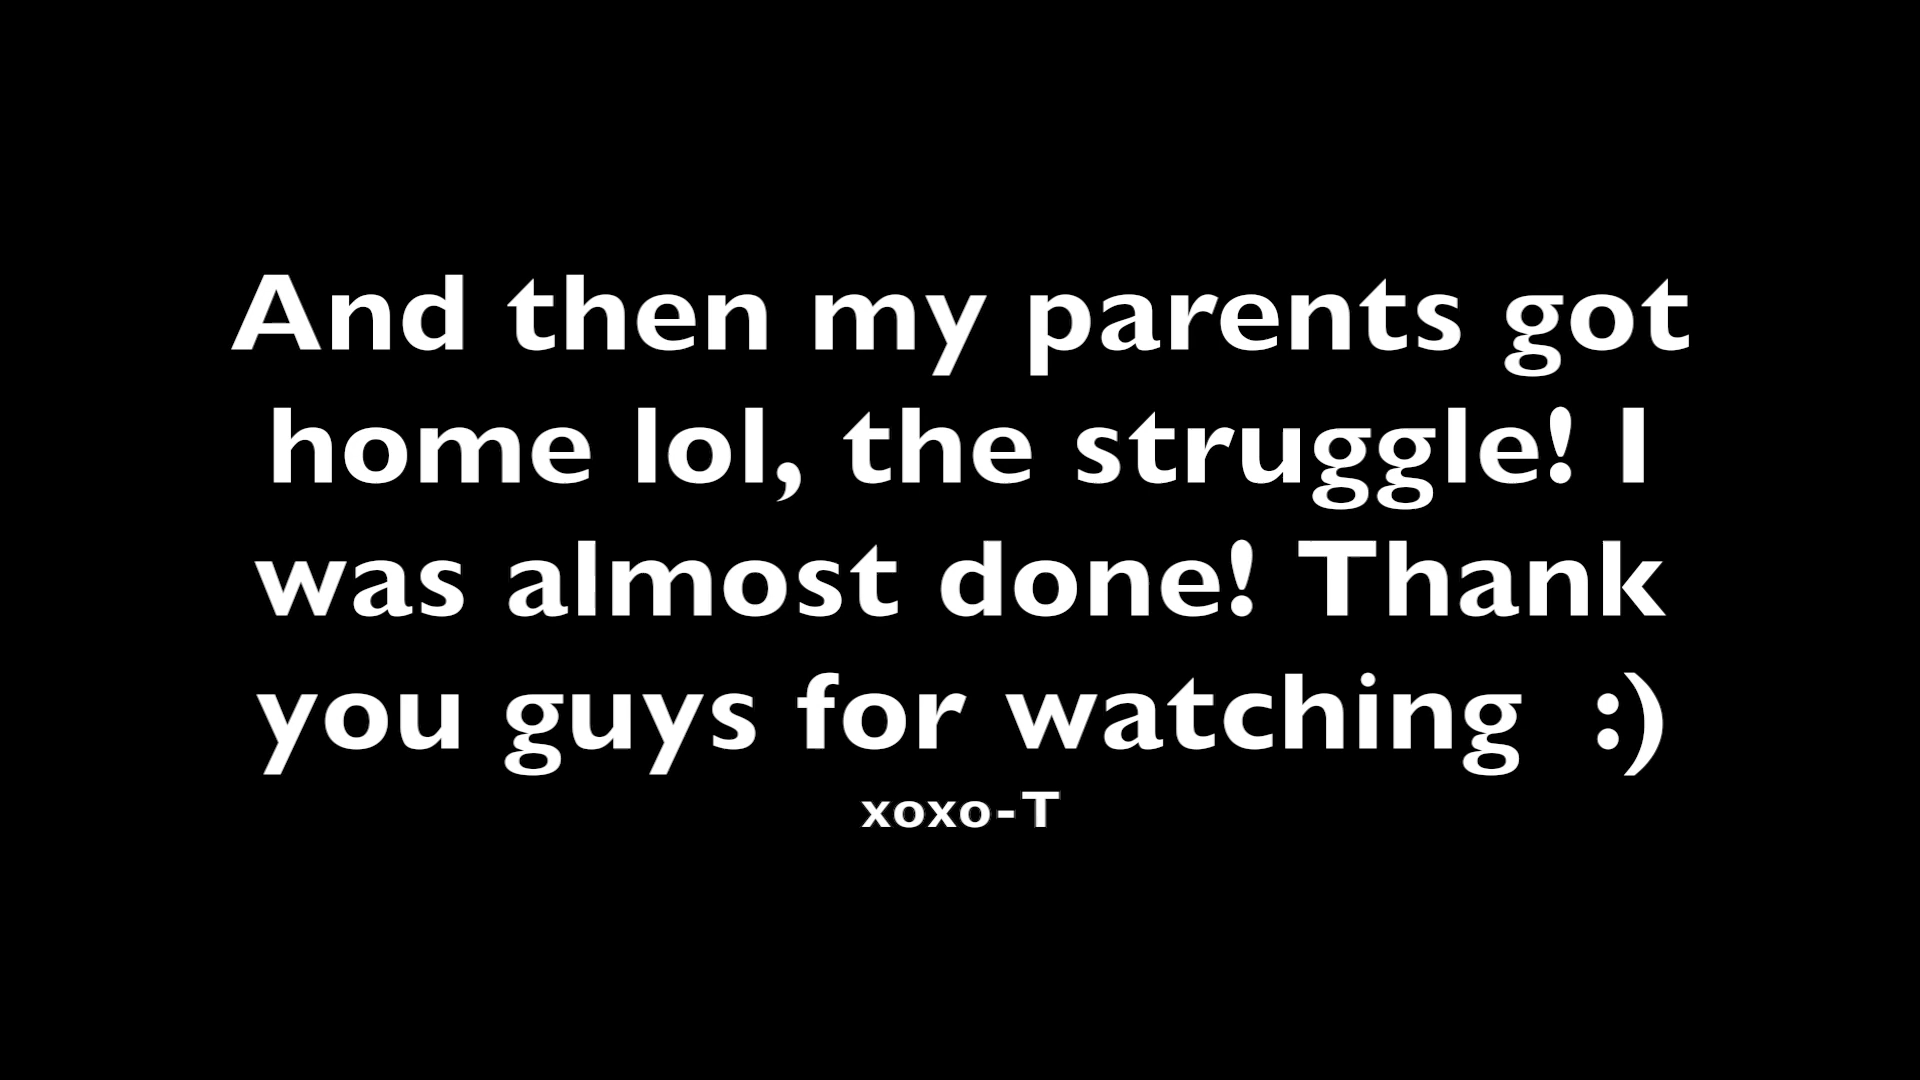 And then my parents got
home lol, the struggle! I
was almost done! Thank
you guys for watching  :)
xoxo-T